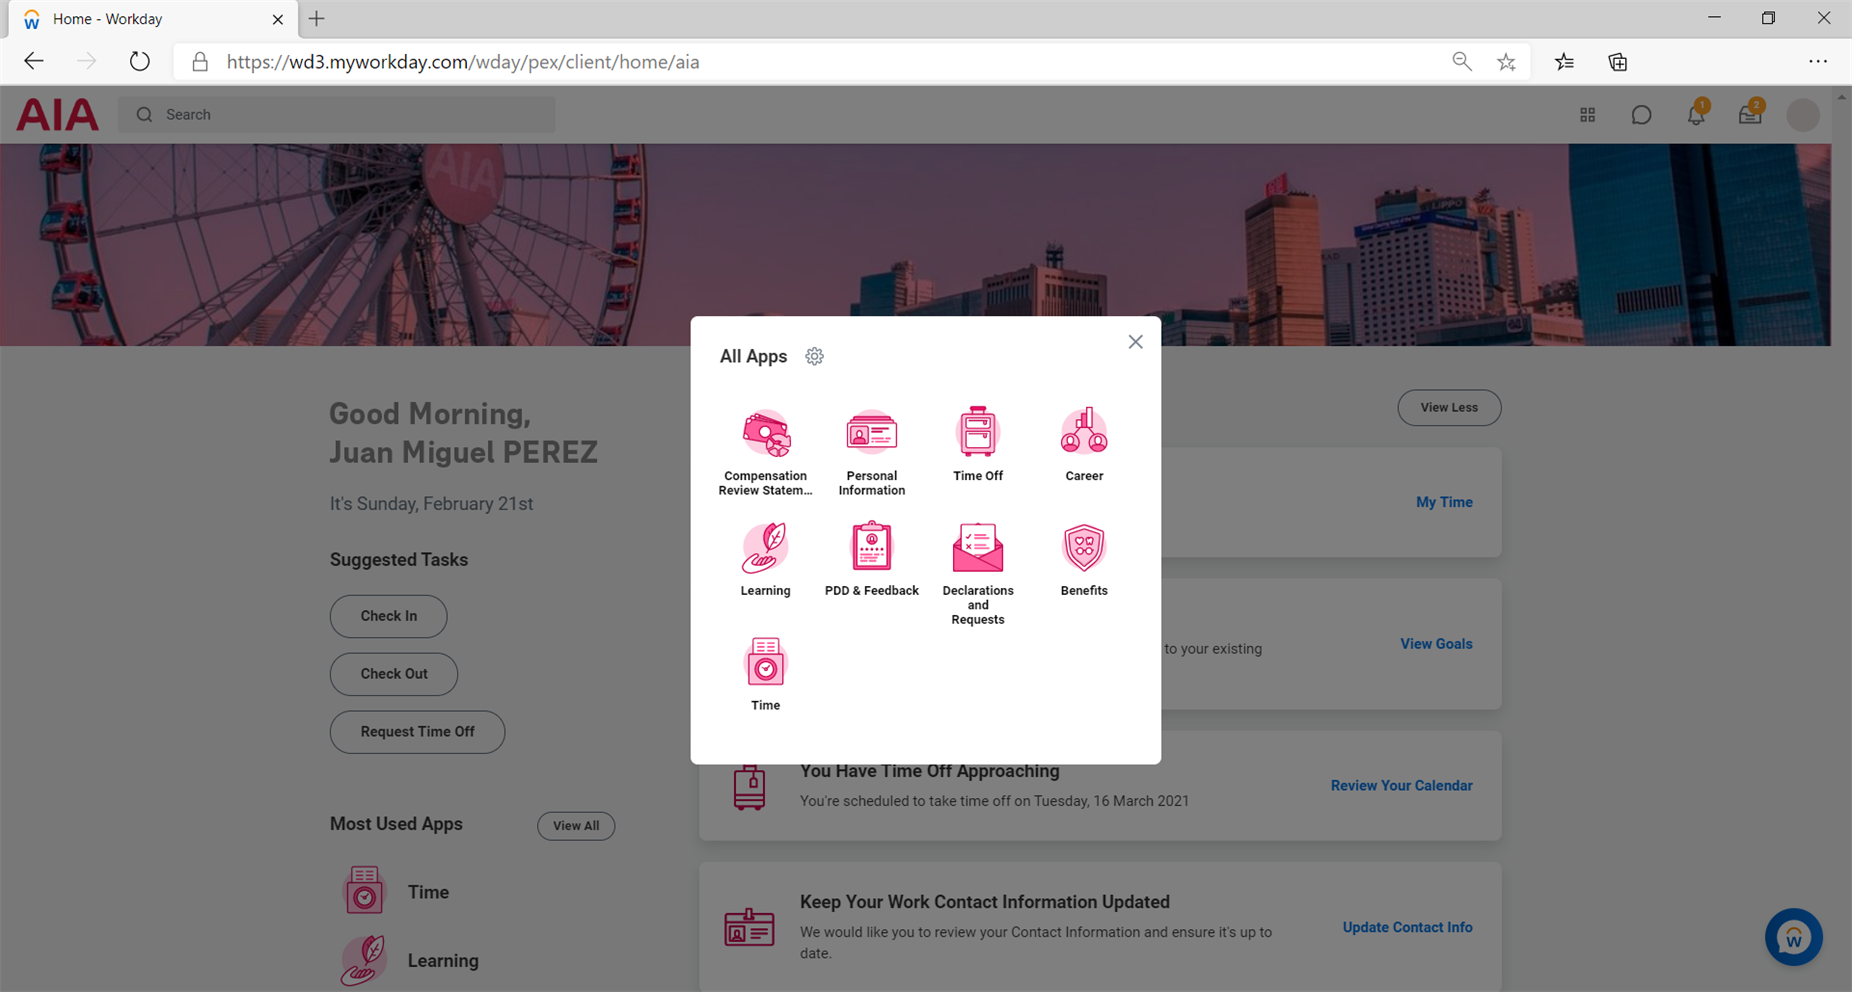 Home - Workday
https://wd3.myworkday.com/wday/pex/client/home/aia
AIA
Search
1
2
AIA
LIPPO
Good Morning,
Juan Miguel PEREZ
It's Sunday, February 21st
Suggested Tasks
Check In
Check Out
Request Time Off
Most Used Apps
View All
Time
Learning
All Apps
Compensation
Review Statem...
Personal
Information
Time Off
Career
Learning
PDD & Feedback
Declarations
and
Requests
Benefits
Time
View Less
My Time
to your existing
View Goals
You Have Time Off Approaching
You're scheduled to take time off on Tuesday, 16 March 2021
Review Your Calendar
Keep Your Work Contact Information Updated
We would like you to review your Contact Information and ensure it's up to
date.
Update Contact Info